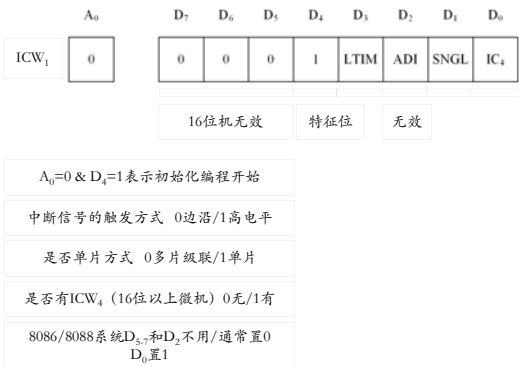 A₀ D₇ D₆ D₅ D₄ D₃ D₂ D₁ D₀
ICW₁ 0 0 0 0 1 LTIM ADI SNGL IC₄
16位机无效 特征位 无效
A₀=0 & D₄=1表示初始化编程开始
中断信号的触发方式 0边沿/1高电平
是否单片方式 0多片级联/1单片
是否有ICW₄（16位以上微机）0无/1有
8086/8088系统D₅₋₇和D₂不用/通常置0
D₀置1